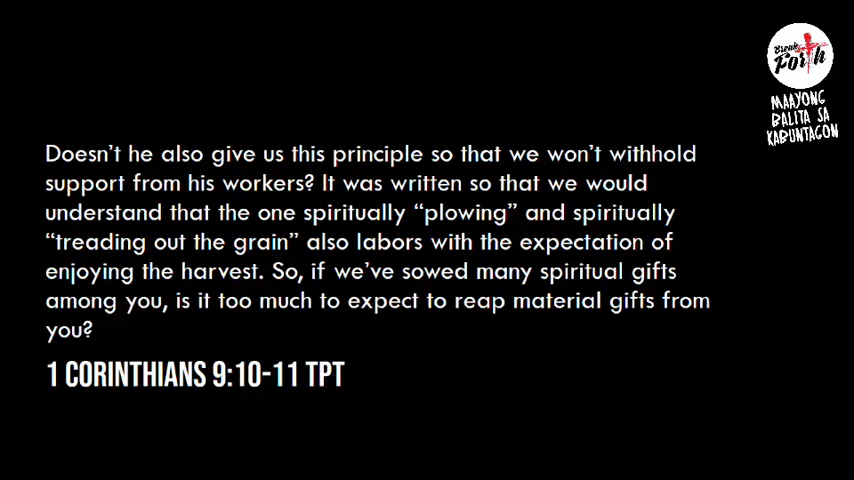 Doesn't he also give us this principle so that we won't withhold
support from his workers? It was written so that we would
understand that the one spiritually “plowing” and spiritually
“treading out the grain” also labors with the expectation of
enjoying the harvest. So, if we've sowed many spiritual gifts
among you, is it too much to expect to reap material gifts from
you?
1 CORINTHIANS 9:10-11 TPT
Break
Forth
MAAYONG
BALITA SA
KABUNTAGON